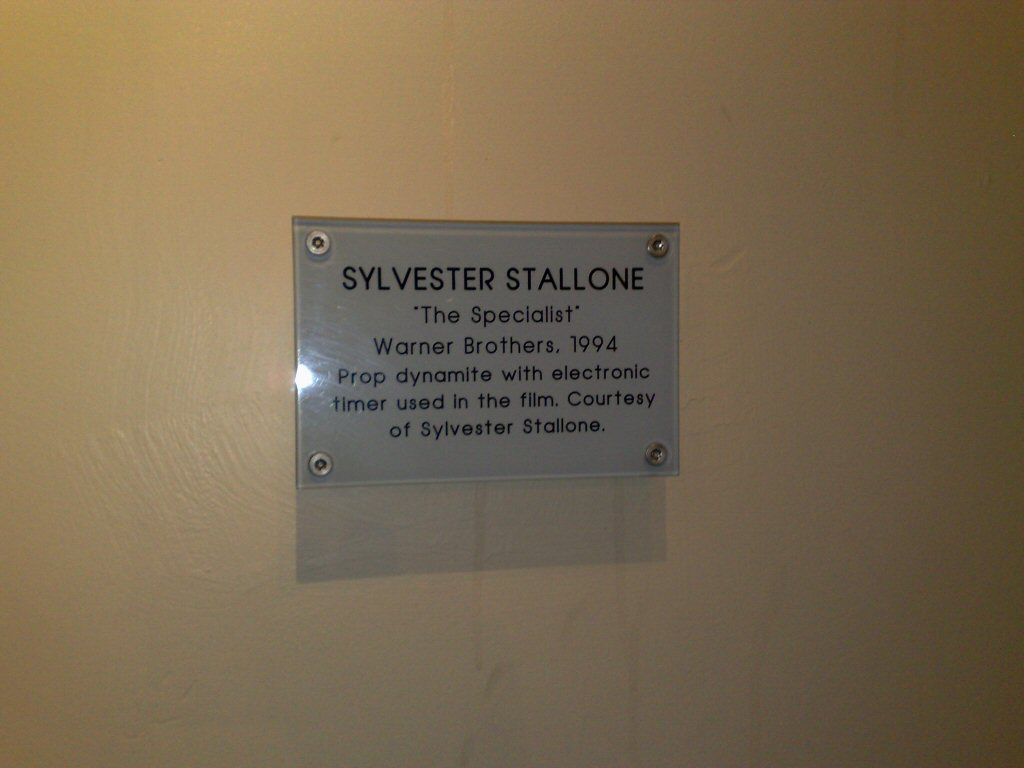 SYLVESTER STALLONE
"The Specialist"
Warner Brothers, 1994
Prop dynamite with electronic
timer used in the film. Courtesy
of Sylvester Stallone.